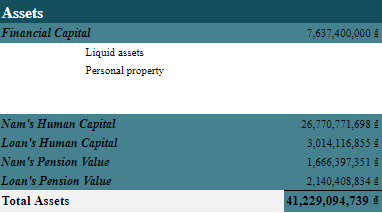 Assets
Financial Capital 7,637,400,000 ₫
Liquid assets
Personal property
Nam's Human Capital 26,770,771,698 ₫
Loan's Human Capital 3,014,116,855 ₫
Nam's Pension Value 1,666,397,351 ₫
Loan's Pension Value 2,140,408,834 ₫
Total Assets 41,229,094,739 ₫